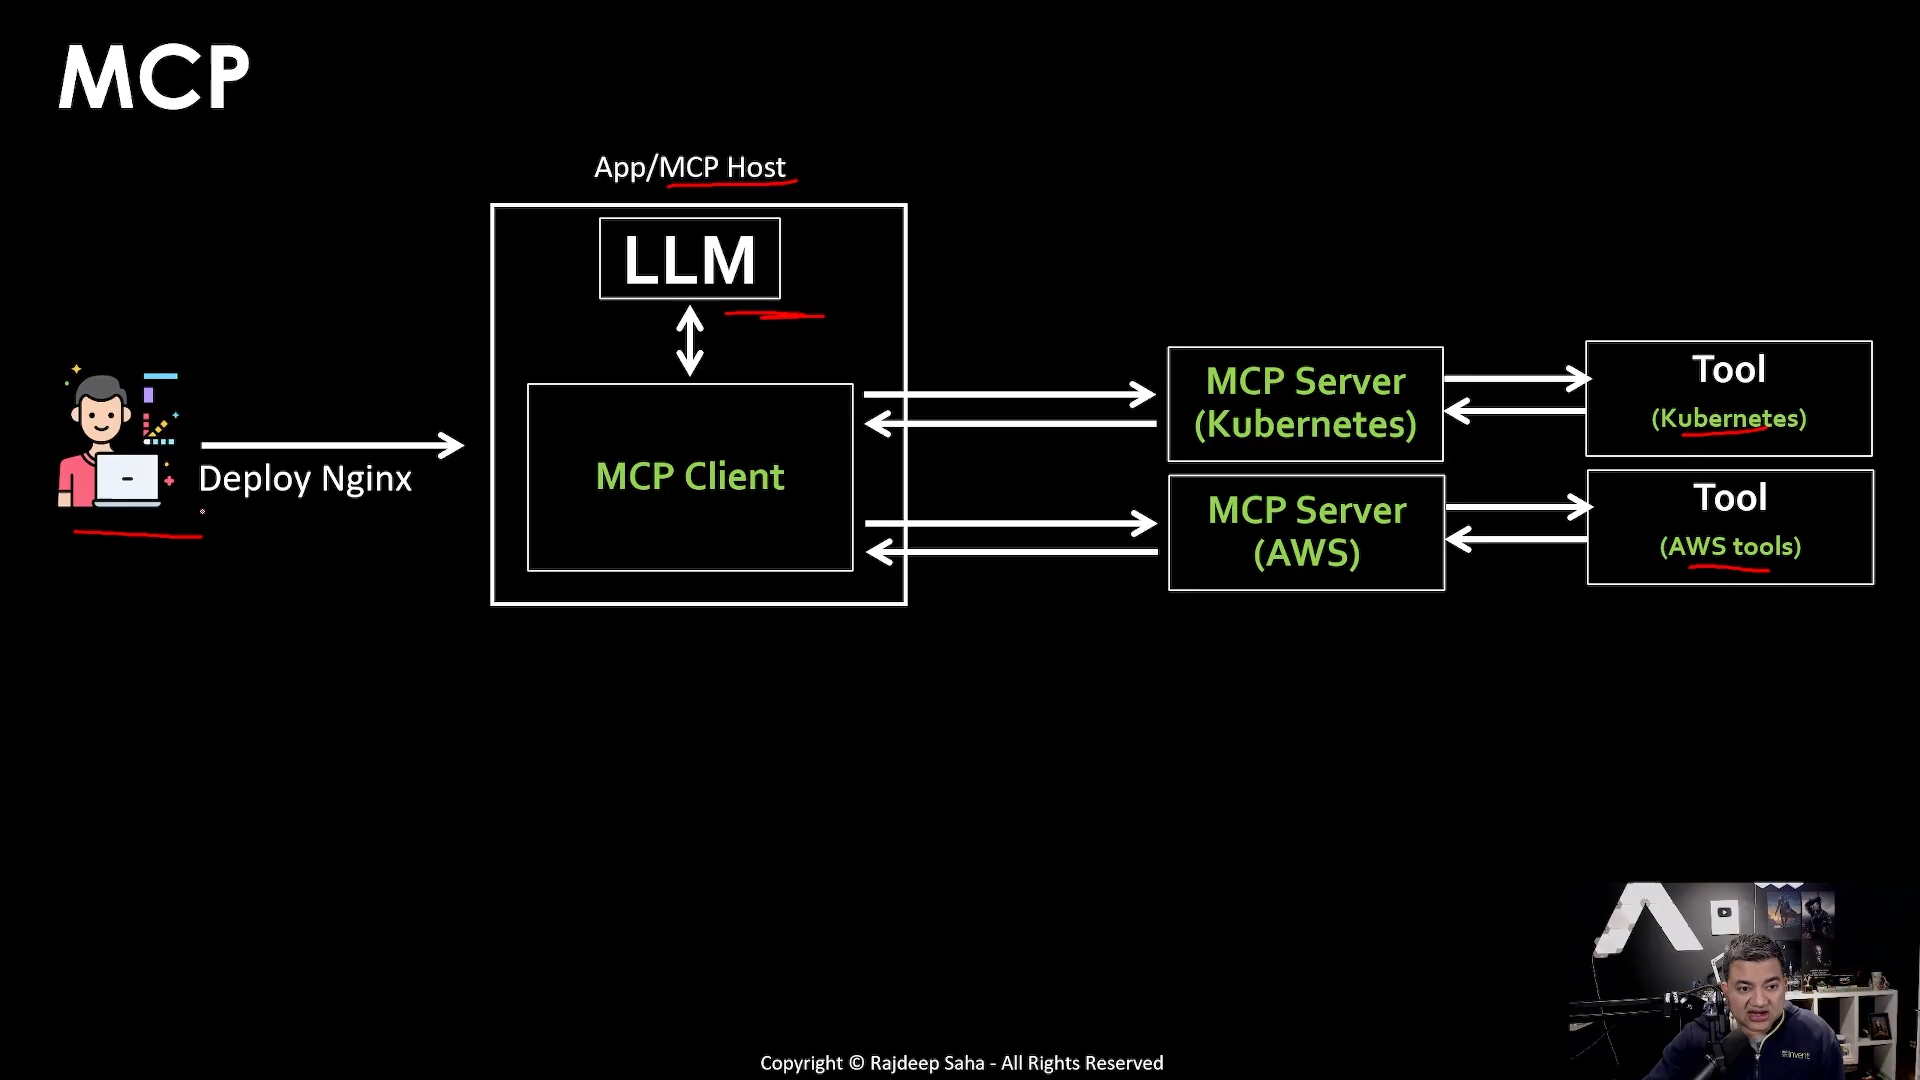 MCP
App/MCP Host
LLM
Deploy Nginx
MCP Client
MCP Server
(Kubernetes)
Tool
(Kubernetes)
MCP Server
(AWS)
Tool
(AWS tools)
Copyright © Rajdeep Saha - All Rights Reserved